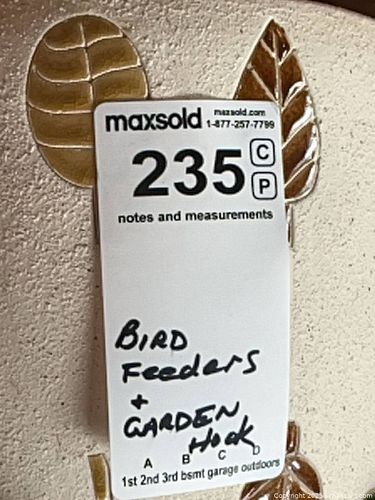 maxsold maxsold.com
1-877-257-7799
235 C
P
notes and measurements
BIRD
Feeders
+
GARDEN
Hook
A B C D
1st 2nd 3rd bsmt garage outdoors